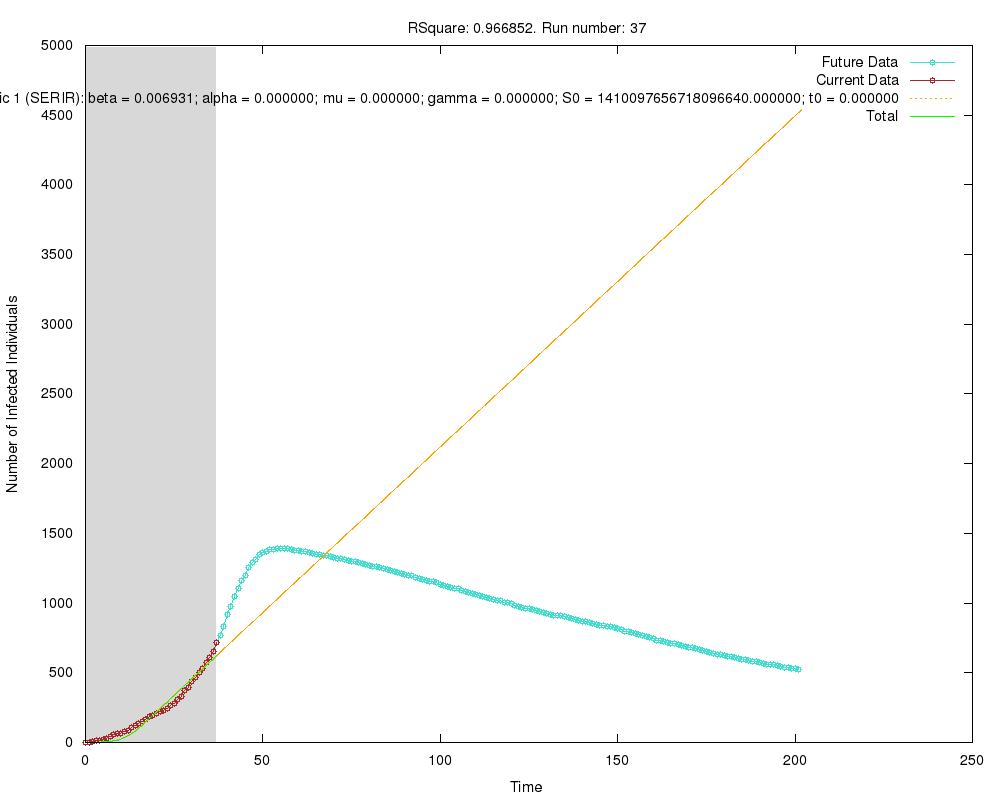 RSquare: 0.966852. Run number: 37
5000
4500
4000
3500
3000
2500
2000
1500
1000
500
0
Number of Infected Individuals
Future Data
Current Data
ic 1 (SERIR): beta = 0.006931; alpha = 0.000000; mu = 0.000000; gamma = 0.000000; S0 = 1410097656718096640.000000; t0 = 0.000000
Total
0 50 100 150 200 250
Time